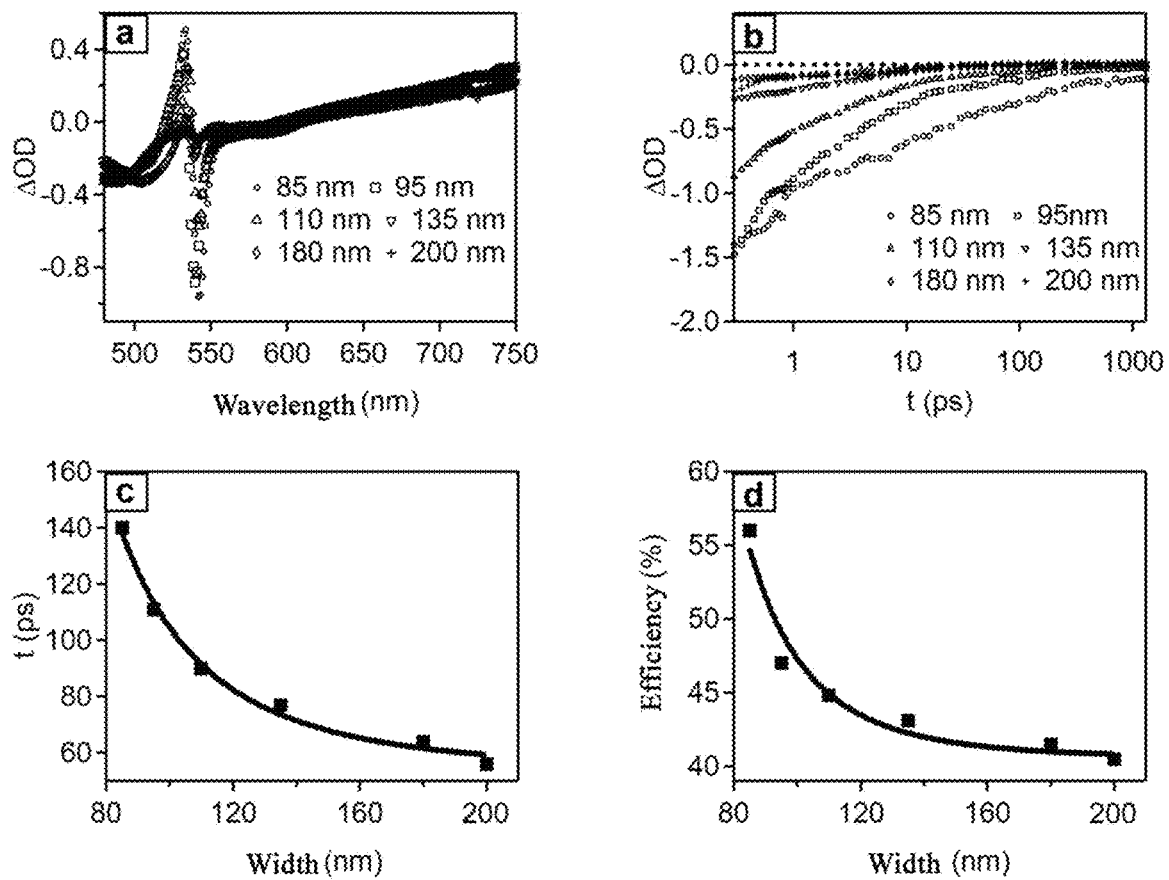 a
0.4
0.0
-0.4
-0.8
ΔOD
85 nm 95 nm
110 nm 135 nm
180 nm 200 nm
500 550 600 650 700 750
Wavelength (nm)
b
0.0
-0.5
-1.0
-1.5
-2.0
ΔOD
85 nm 95nm
110 nm 135 nm
180 nm 200 nm
1 10 100 1000
t (ps)
c
160
140
120
100
80
60
t (ps)
80 120 160 200
Width (nm)
d
60
55
50
45
40
Efficiency (%)
80 120 160 200
Width (nm)